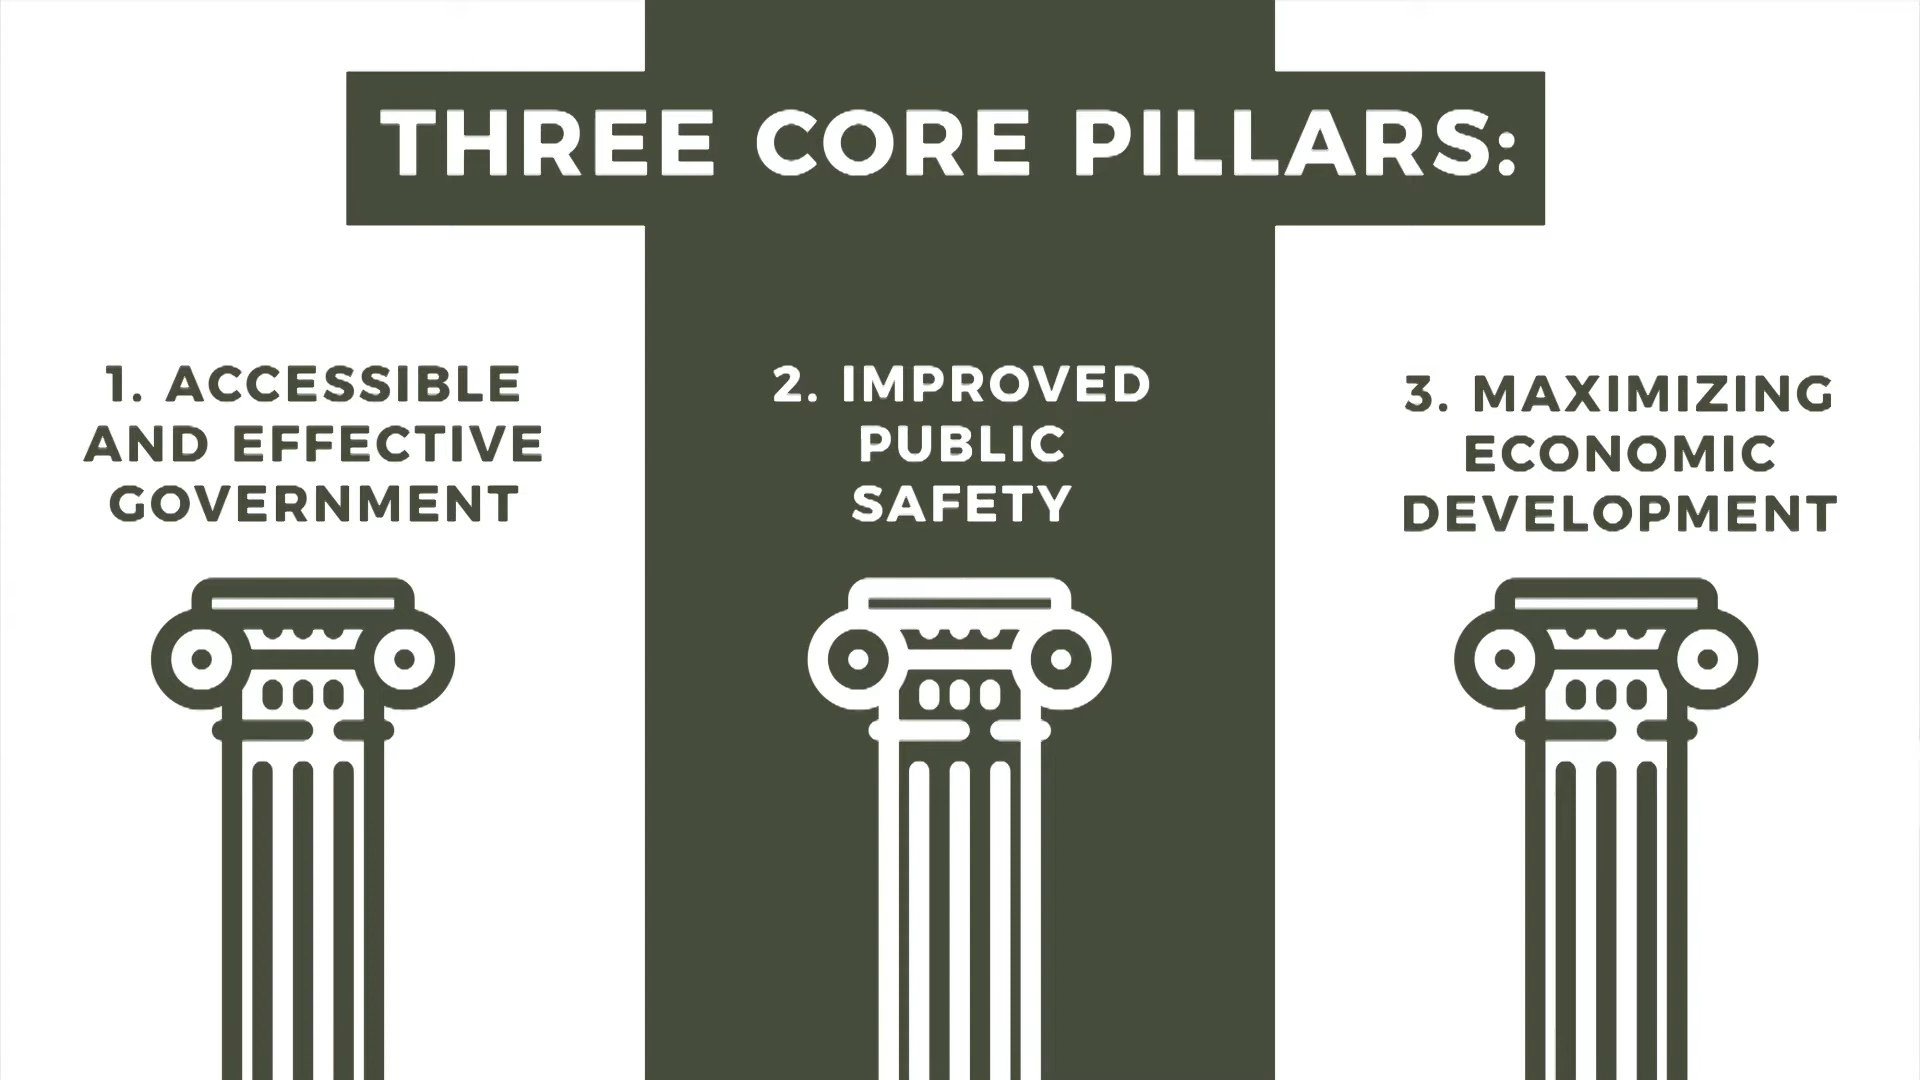 THREE CORE PILLARS:
1. ACCESSIBLE
AND EFFECTIVE
GOVERNMENT
2. IMPROVED
PUBLIC
SAFETY
3. MAXIMIZING
ECONOMIC
DEVELOPMENT